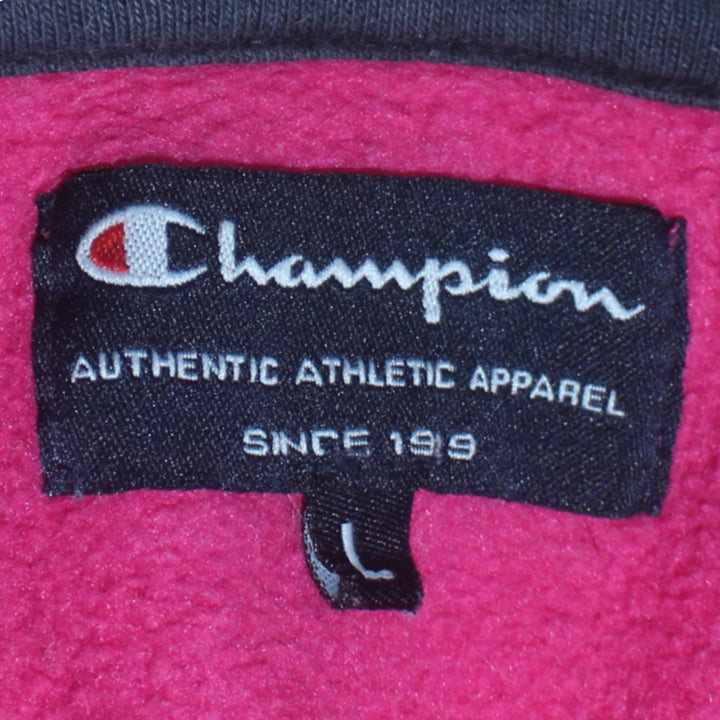 Champion
AUTHENTIC ATHLETIC APPAREL
SINCE 1919
L